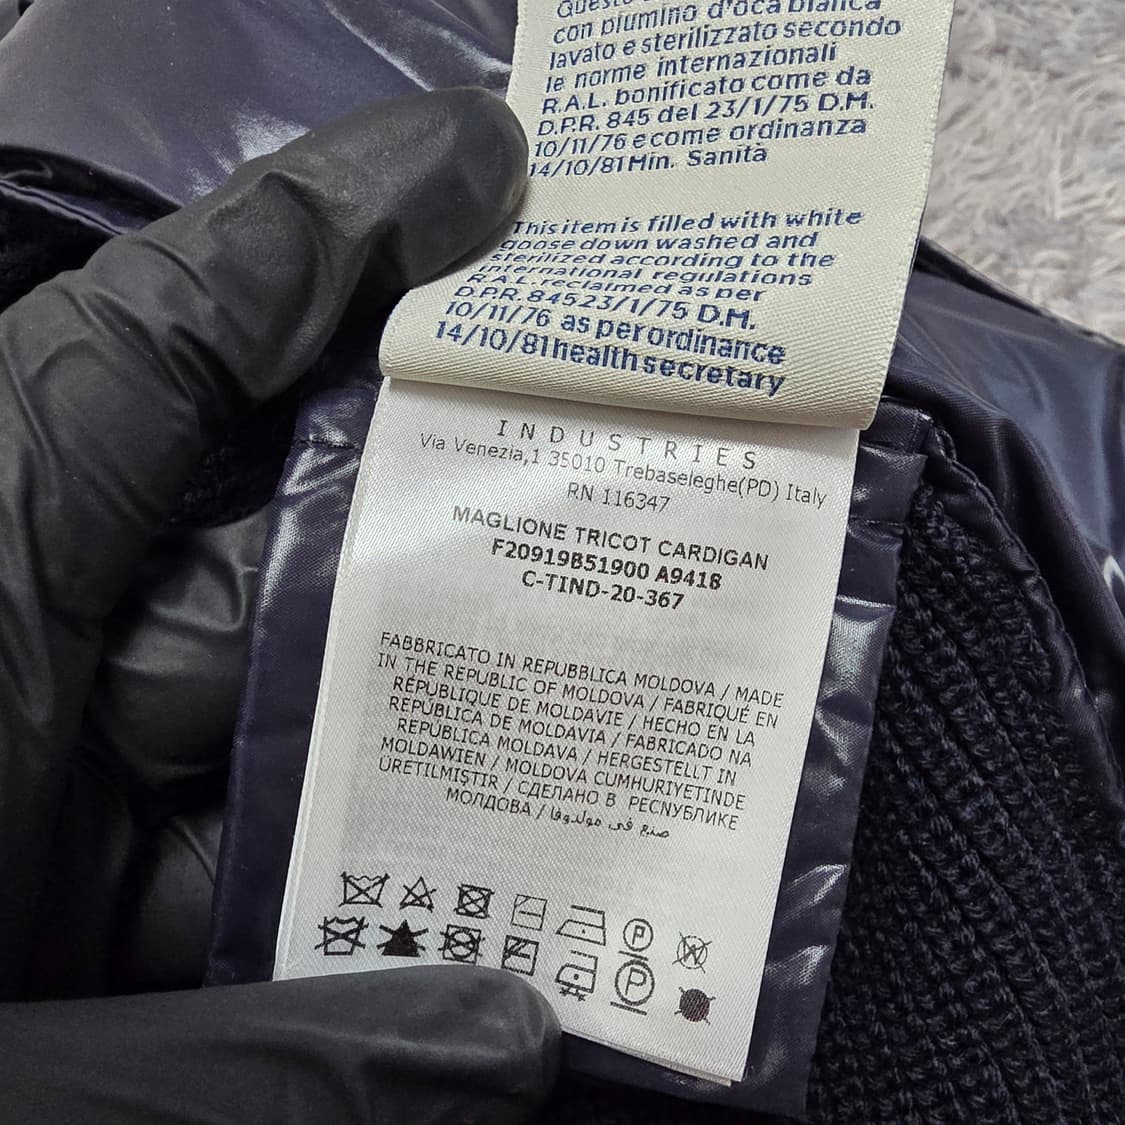 Questo
con piumino d'oca bianca
lavato e sterilizzato secondo
le norme internazionali
R.A.L. bonificato come da
D.P.R. 845 del 23/1/75 D.M.
10/11/76 e come ordinanza
14/10/81 Min. Sanità
This item is filled with white
goose down washed and
sterilized according to the
international regulations
R.A.L. reclaimed as per
D.P.R. 845 23/1/75 D.M.
10/11/76 as per ordinance
14/10/81 health secretary
INDUSTRIES
Via Venezia,1 35010 Trebaseleghe(PD) Italy
RN 116347
MAGLIONE TRICOT CARDIGAN
F20919B51900 A9418
C-TIND-20-367
FABBRICATO IN REPUBBLICA MOLDOVA / MADE
IN THE REPUBLIC OF MOLDOVA / FABRIQUÉ EN
RÉPUBLIQUE DE MOLDAVIE / HECHO EN LA
REPÚBLICA DE MOLDAVIA / FABRICADO NA
REPÚBLICA MOLDAVA / HERGESTELLT IN
MOLDAWIEN / MOLDOVA CUMHURIYETINDE
ÜRETILMIŞTIR / СДЕЛАНО В РЕСПУБЛИКЕ
МОЛДОВА / صنع في مولدوفا
P W
P